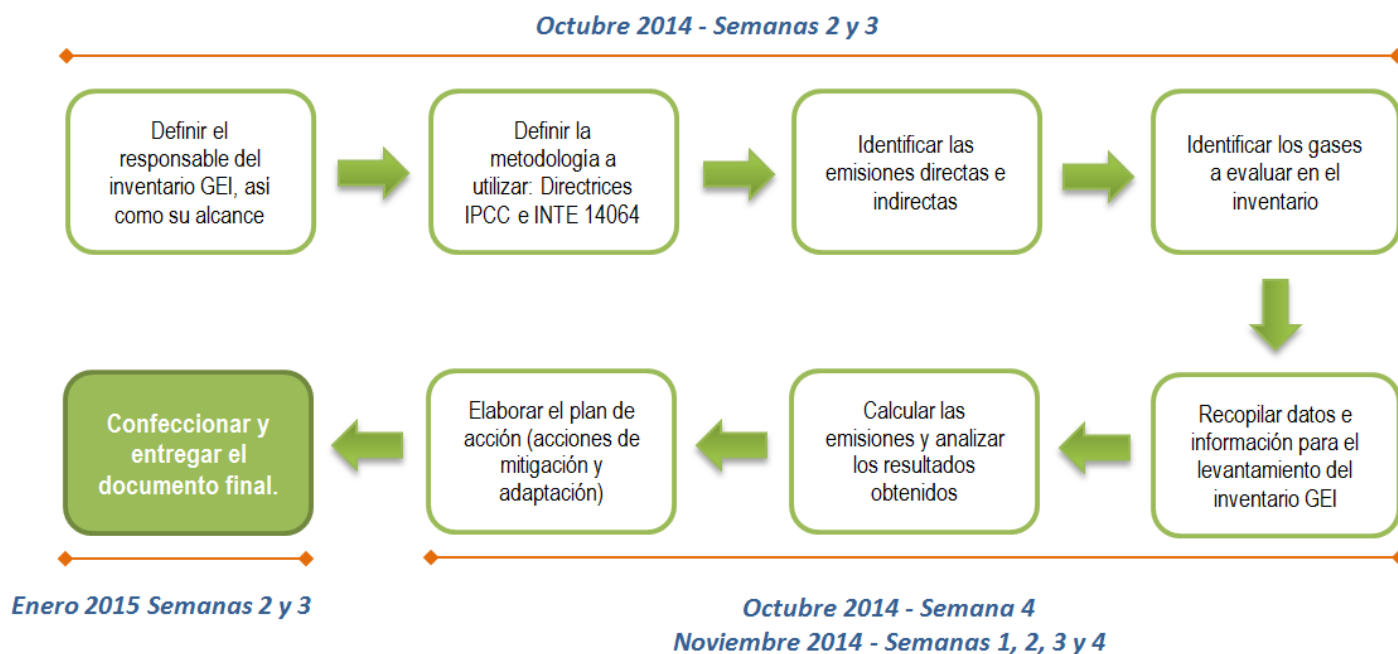 Octubre 2014 - Semanas 2 y 3
Definir el
responsable del
inventario GEI, así
como su alcance
Definir la
metodología a
utilizar: Directrices
IPCC e INTE 14064
Identificar las
emisiones directas e
indirectas
Identificar los gases
a evaluar en el
inventario
Recopilar datos e
información para el
levantamiento del
inventario GEI
Calcular las
emisiones y analizar
los resultados
obtenidos
Elaborar el plan de
acción (acciones de
mitigación y
adaptación)
Confeccionar y
entregar el
documento final.
Enero 2015 Semanas 2 y 3
Octubre 2014 - Semana 4
Noviembre 2014 - Semanas 1, 2, 3 y 4